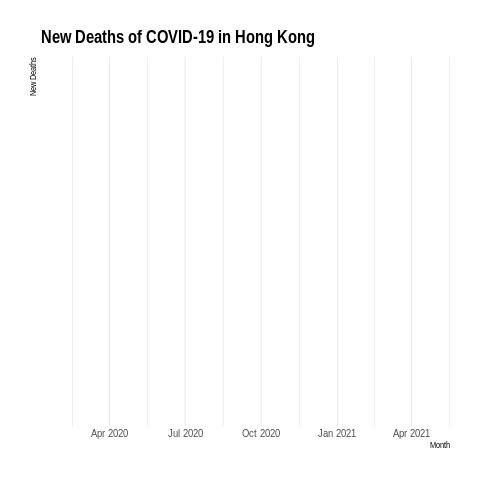 New Deaths of COVID-19 in Hong Kong
New Deaths
Apr 2020 Jul 2020 Oct 2020 Jan 2021 Apr 2021
Month